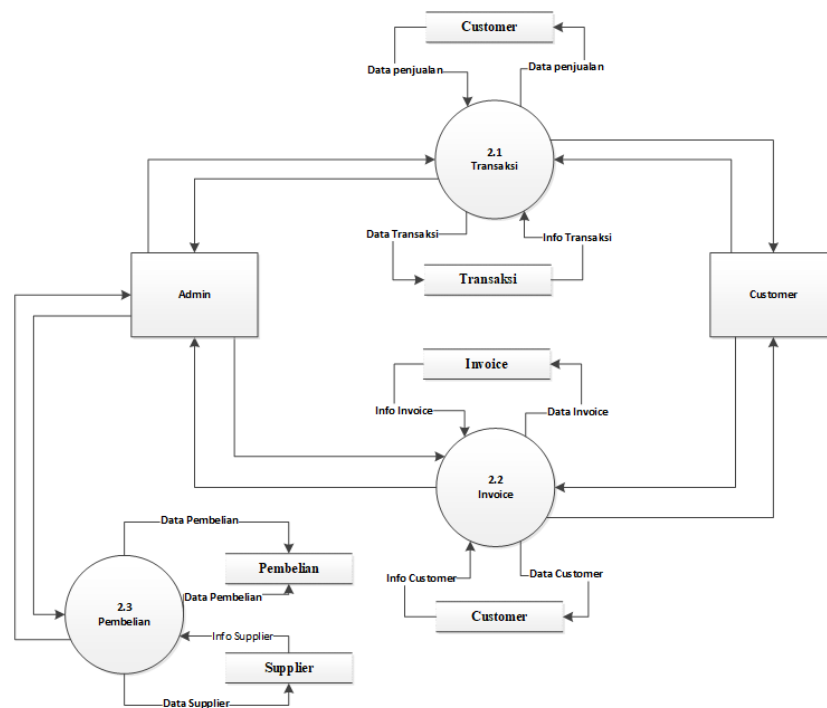 Customer
Data penjualan
Data penjualan
2.1
Transaksi
Data Transaksi
Info Transaksi
Transaksi
Admin
Customer
Invoice
Info Invoice
Data Invoice
2.2
Invoice
Data Pembelian
Pembelian
Info Customer
Data Customer
2.3
Pembelian
Data Pembelian
Customer
Info Supplier
Supplier
Data Supplier